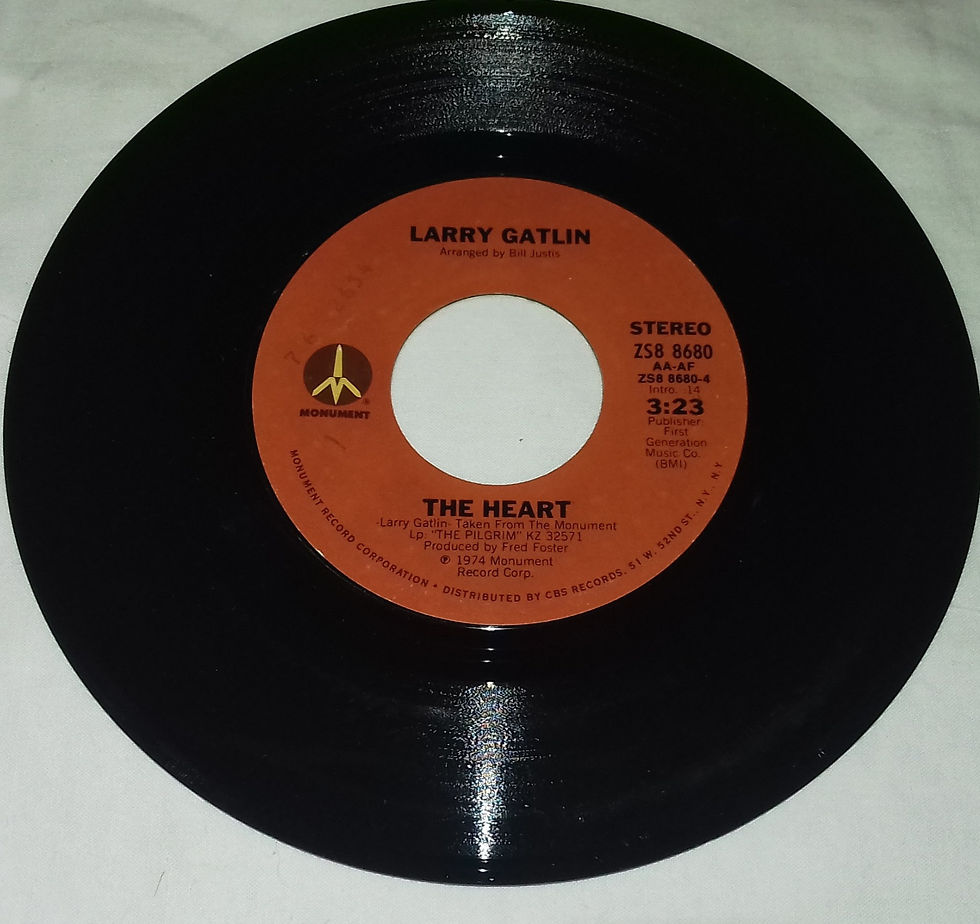 LARRY GATLIN
Arranged by Bill Justis
STEREO
ZS8 8680
AA-AF
ZS8 8680-4
Intro. :14
3:23
Publisher:
First
Generation
Music Co.
(BMI)
MONUMENT
THE HEART
-Larry Gatlin- Taken From The Monument
Lp: "THE PILGRIM" KZ 32571
Produced by Fred Foster
℗ 1974 Monument
Record Corp.
MONUMENT RECORD CORPORATION • DISTRIBUTED BY CBS RECORDS, 51 W. 52ND ST., N.Y., N.Y